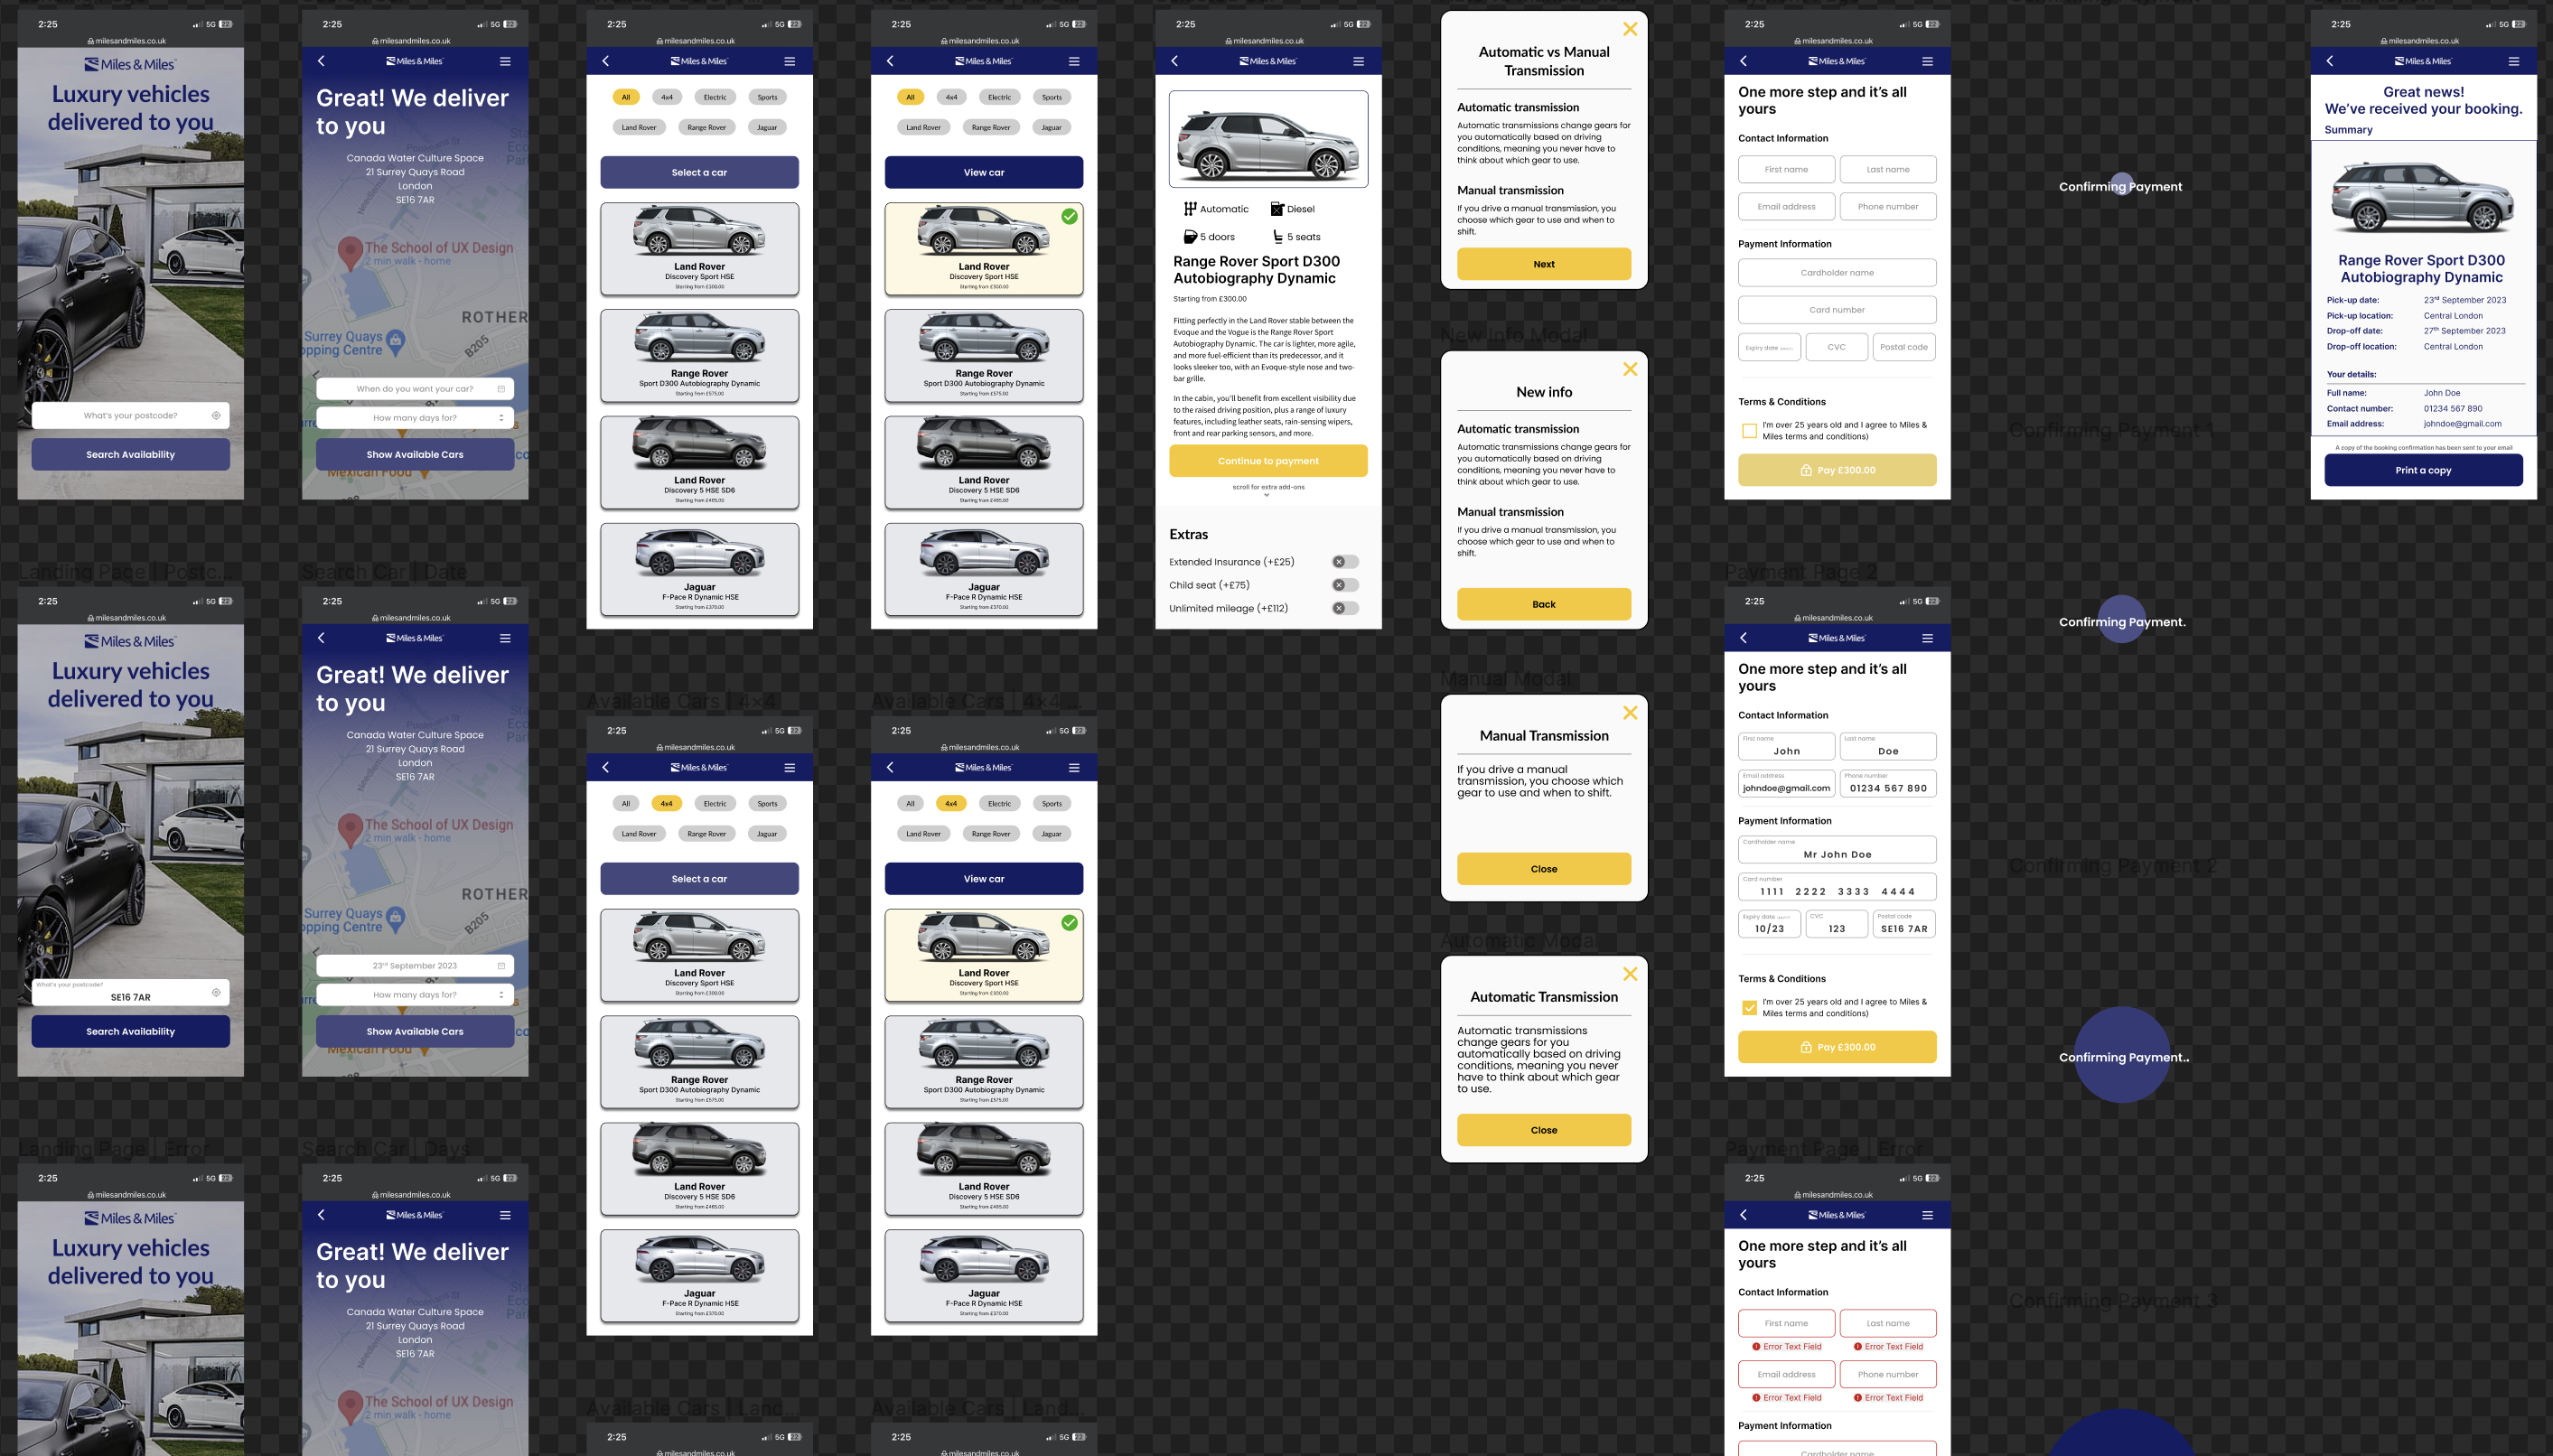 2:25
5G 22
milesandmiles.co.uk
Miles & Miles
Luxury vehicles
delivered to you
What's your postcode?
Search Availability
Landing Page | Postc...
2:25
5G 22
milesandmiles.co.uk
Miles & Miles
Luxury vehicles
delivered to you
What's your postcode?
SE16 7AR
Search Availability
Landing Page | Error
2:25
5G 22
milesandmiles.co.uk
Miles & Miles
Luxury vehicles
delivered to you
2:25
5G 22
milesandmiles.co.uk
Miles & Miles
Great! We deliver
to you
Canada Water Culture Space
21 Surrey Quays Road
London
SE16 7AR
The School of UX Design
2 min walk - home
ROTHER
Surrey Quays
opping Centre
B205
When do you want your car?
How many days for?
Show Available Cars
Mexican Food
Search Car | Date
2:25
5G 22
milesandmiles.co.uk
Miles & Miles
Great! We deliver
to you
Canada Water Culture Space
21 Surrey Quays Road
London
SE16 7AR
The School of UX Design
2 min walk - home
ROTHER
Surrey Quays
opping Centre
B205
23rd September 2023
How many days for?
Show Available Cars
Mexican Food
Search Car | Days
2:25
5G 22
milesandmiles.co.uk
Miles & Miles
Great! We deliver
to you
Canada Water Culture Space
21 Surrey Quays Road
London
SE16 7AR
The School of UX Design
2 min walk - home
2:25
5G 22
milesandmiles.co.uk
Miles & Miles
All 4x4 Electric Sports
Land Rover Range Rover Jaguar
Select a car
Land Rover
Discovery Sport HSE
Starting from £300.00
Range Rover
Sport D300 Autobiography Dynamic
Starting from £575.00
Land Rover
Discovery 5 HSE SD6
Starting from £465.00
Jaguar
F-Pace R Dynamic HSE
Starting from £370.00
Available Cars | 4×4
2:25
5G 22
milesandmiles.co.uk
Miles & Miles
All 4x4 Electric Sports
Land Rover Range Rover Jaguar
Select a car
Land Rover
Discovery Sport HSE
Starting from £300.00
Range Rover
Sport D300 Autobiography Dynamic
Starting from £575.00
Land Rover
Discovery 5 HSE SD6
Starting from £465.00
Jaguar
F-Pace R Dynamic HSE
Starting from £370.00
Available Cars | Land...
2:25
5G 22
milesandmiles.co.uk
2:25
5G 22
milesandmiles.co.uk
Miles & Miles
All 4x4 Electric Sports
Land Rover Range Rover Jaguar
View car
Land Rover
Discovery Sport HSE
Starting from £300.00
Range Rover
Sport D300 Autobiography Dynamic
Starting from £575.00
Land Rover
Discovery 5 HSE SD6
Starting from £465.00
Jaguar
F-Pace R Dynamic HSE
Starting from £370.00
Available Cars | 4×4 ...
2:25
5G 22
milesandmiles.co.uk
Miles & Miles
All 4x4 Electric Sports
Land Rover Range Rover Jaguar
View car
Land Rover
Discovery Sport HSE
Starting from £300.00
Range Rover
Sport D300 Autobiography Dynamic
Starting from £575.00
Land Rover
Discovery 5 HSE SD6
Starting from £465.00
Jaguar
F-Pace R Dynamic HSE
Starting from £370.00
Available Cars | Land...
2:25
5G 22
milesandmiles.co.uk
2:25
5G 22
milesandmiles.co.uk
Miles & Miles
Automatic Diesel
5 doors 5 seats
Range Rover Sport D300
Autobiography Dynamic
Starting from £300.00
Fitting perfectly in the Land Rover stable between the
Evoque and the Vogue is the Range Rover Sport
Autobiography Dynamic. The car is lighter, more agile,
and more fuel-efficient than its predecessor, and it
looks sleeker too, with an Evoque-style nose and two-
bar grille.
In the cabin, you'll benefit from excellent visibility due
to the raised driving position, plus a range of luxury
features, including leather seats, rain-sensing wipers,
front and rear parking sensors, and more.
Continue to payment
scroll for extra add-ons
Extras
Extended Insurance (+£25)
Child seat (+£75)
Unlimited mileage (+£112)
Automatic vs Manual
Transmission
Automatic transmission
Automatic transmissions change gears for
you automatically based on driving
conditions, meaning you never have to
think about which gear to use.
Manual transmission
If you drive a manual transmission, you
choose which gear to use and when to
shift.
Next
New Info Modal
New info
Automatic transmission
Automatic transmissions change gears for
you automatically based on driving
conditions, meaning you never have to
think about which gear to use.
Manual transmission
If you drive a manual transmission, you
choose which gear to use and when to
shift.
Back
Manual Modal
Manual Transmission
If you drive a manual
transmission, you choose which
gear to use and when to shift.
Close
Automatic Modal
Automatic Transmission
Automatic transmissions
change gears for you
automatically based on driving
conditions, meaning you never
have to think about which gear
to use.
Close
2:25
5G 22
milesandmiles.co.uk
Miles & Miles
One more step and it's all
yours
Contact Information
First name Last name
Email address Phone number
Payment Information
Cardholder name
Card number
Expiry date CVC Postal code
Terms & Conditions
I'm over 25 years old and I agree to Miles &
Miles terms and conditions)
Pay £300.00
Payment Page 2
2:25
5G 22
milesandmiles.co.uk
Miles & Miles
One more step and it's all
yours
Contact Information
First name Last name
John Doe
Email address Phone number
johndoe@gmail.com 01234 567 890
Payment Information
Cardholder name
Mr John Doe
Card number
1111 2222 3333 4444
Expiry date CVC Postal code
10/23 123 SE16 7AR
Terms & Conditions
I'm over 25 years old and I agree to Miles &
Miles terms and conditions)
Pay £300.00
Payment Page | Error
2:25
5G 22
milesandmiles.co.uk
Miles & Miles
One more step and it's all
yours
Contact Information
First name Last name
Error Text Field Error Text Field
Email address Phone number
Error Text Field Error Text Field
Payment Information
Cardholder name
Confirming Payment
Confirming Payment 1
Confirming Payment.
Confirming Payment 2
Confirming Payment..
Confirming Payment 3
2:25
5G 22
milesandmiles.co.uk
Miles & Miles
Great news!
We've received your booking.
Summary
Range Rover Sport D300
Autobiography Dynamic
Pick-up date: 23rd September 2023
Pick-up location: Central London
Drop-off date: 27th September 2023
Drop-off location: Central London
Your details:
Full name: John Doe
Contact number: 01234 567 890
Email address: johndoe@gmail.com
A copy of the booking confirmation has been sent to your email
Print a copy